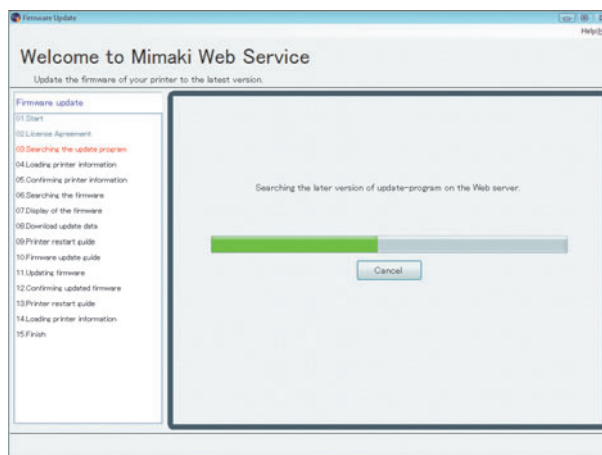 Firmware Update
Welcome to Mimaki Web Service
Update the firmware of your printer to the latest version.
Firmware update
01.Start
02.License Agreement
03.Searching the update program
04.Loading printer information
05.Confirming printer information
06.Searching the firmware
07.Display of the firmware
08.Download update data
09.Printer restart guide
10.Firmware update guide
11.Updating firmware
12.Confirming updated firmware
13.Printer restart guide
14.Loading printer information
15.Finish
Searching the later version of update-program on the Web server.
Cancel